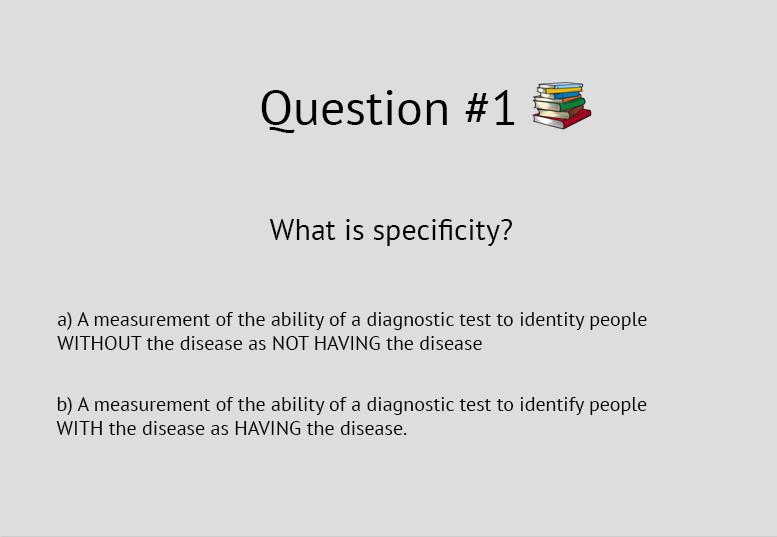 Question #1
What is specificity?
a) A measurement of the ability of a diagnostic test to identity people
WITHOUT the disease as NOT HAVING the disease
b) A measurement of the ability of a diagnostic test to identify people
WITH the disease as HAVING the disease.